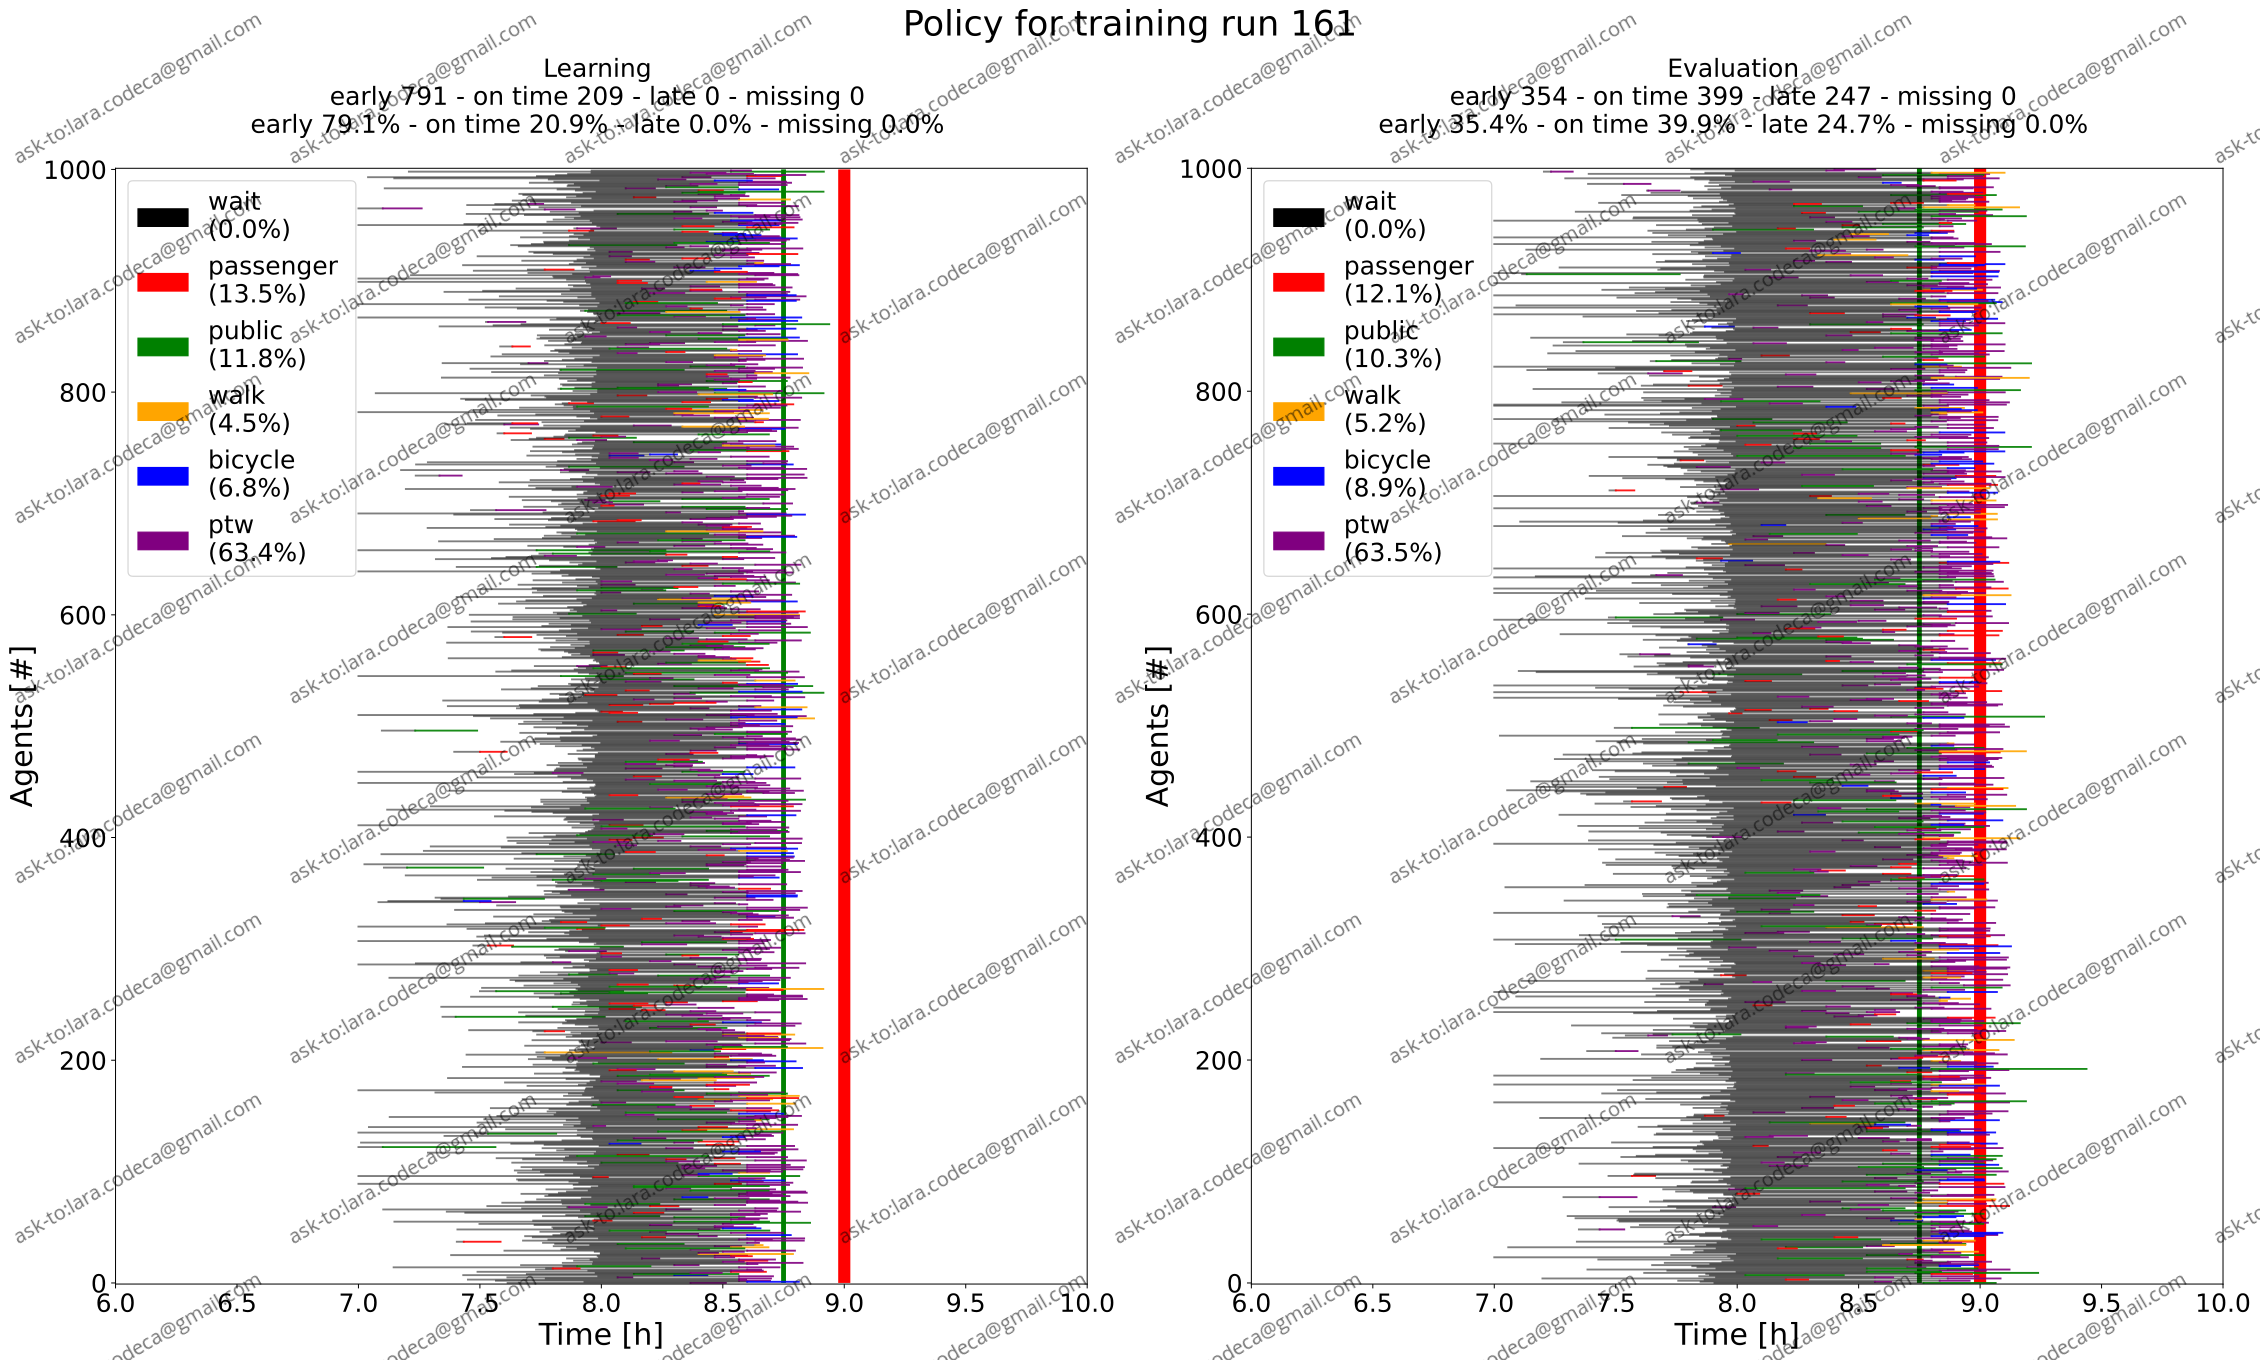 Policy for training run 161
Learning
early 791 - on time 209 - late 0 - missing 0
early 79.1% - on time 20.9% - late 0.0% - missing 0.0%
1000
800
600
400
200
0
Agents [#]
wait
(0.0%)
passenger
(13.5%)
public
(11.8%)
walk
(4.5%)
bicycle
(6.8%)
ptw
(63.4%)
6.0 6.5 7.0 7.5 8.0 8.5 9.0 9.5 10.0
Time [h]
Evaluation
early 354 - on time 399 - late 247 - missing 0
early 35.4% - on time 39.9% - late 24.7% - missing 0.0%
1000
800
600
400
200
0
Agents [#]
wait
(0.0%)
passenger
(12.1%)
public
(10.3%)
walk
(5.2%)
bicycle
(8.9%)
ptw
(63.5%)
6.0 6.5 7.0 7.5 8.0 8.5 9.0 9.5 10.0
Time [h]
ask-to:lara.codeca@gmail.com